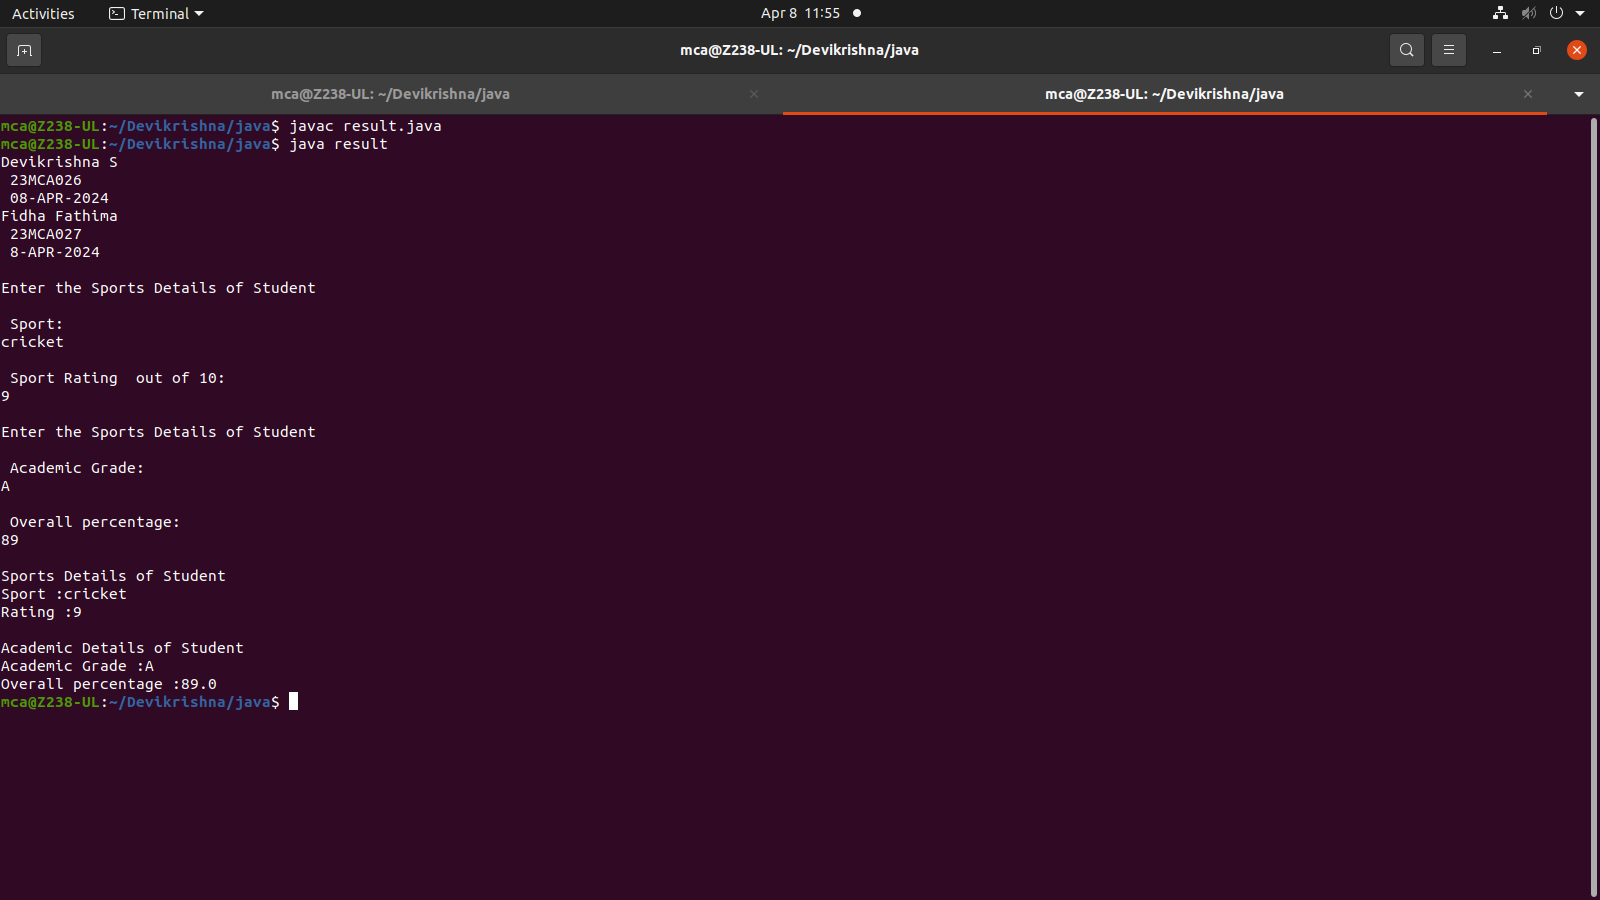 Activities Terminal Apr 8 11:55
mca@Z238-UL: ~/Devikrishna/java
mca@Z238-UL: ~/Devikrishna/java mca@Z238-UL: ~/Devikrishna/java
mca@Z238-UL:~/Devikrishna/java$ javac result.java
mca@Z238-UL:~/Devikrishna/java$ java result
Devikrishna S
23MCA026
08-APR-2024
Fidha Fathima
23MCA027
8-APR-2024
Enter the Sports Details of Student
Sport:
cricket
Sport Rating  out of 10:
9
Enter the Sports Details of Student
Academic Grade:
A
Overall percentage:
89
Sports Details of Student
Sport :cricket
Rating :9
Academic Details of Student
Academic Grade :A
Overall percentage :89.0
mca@Z238-UL:~/Devikrishna/java$